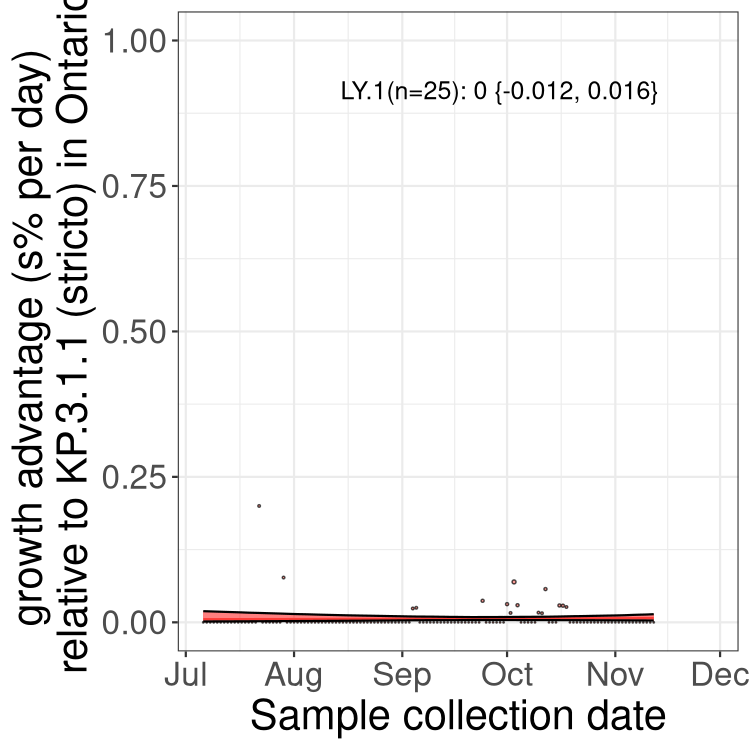 growth advantage (s% per day)
relative to KP.3.1.1 (stricto) in Ontario
1.00
0.75
0.50
0.25
0.00
LY.1(n=25): 0 {-0.012, 0.016}
Jul Aug Sep Oct Nov Dec
Sample collection date